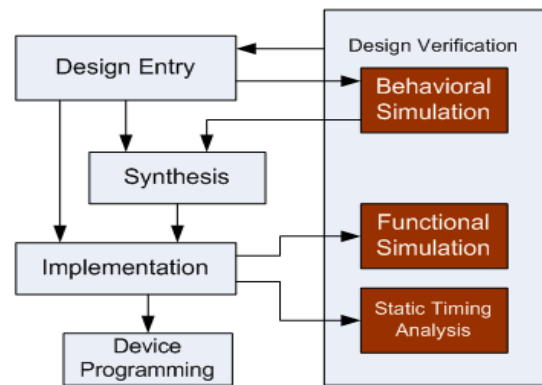 Design Entry
Design Verification
Behavioral
Simulation
Synthesis
Functional
Simulation
Implementation
Static Timing
Analysis
Device
Programming